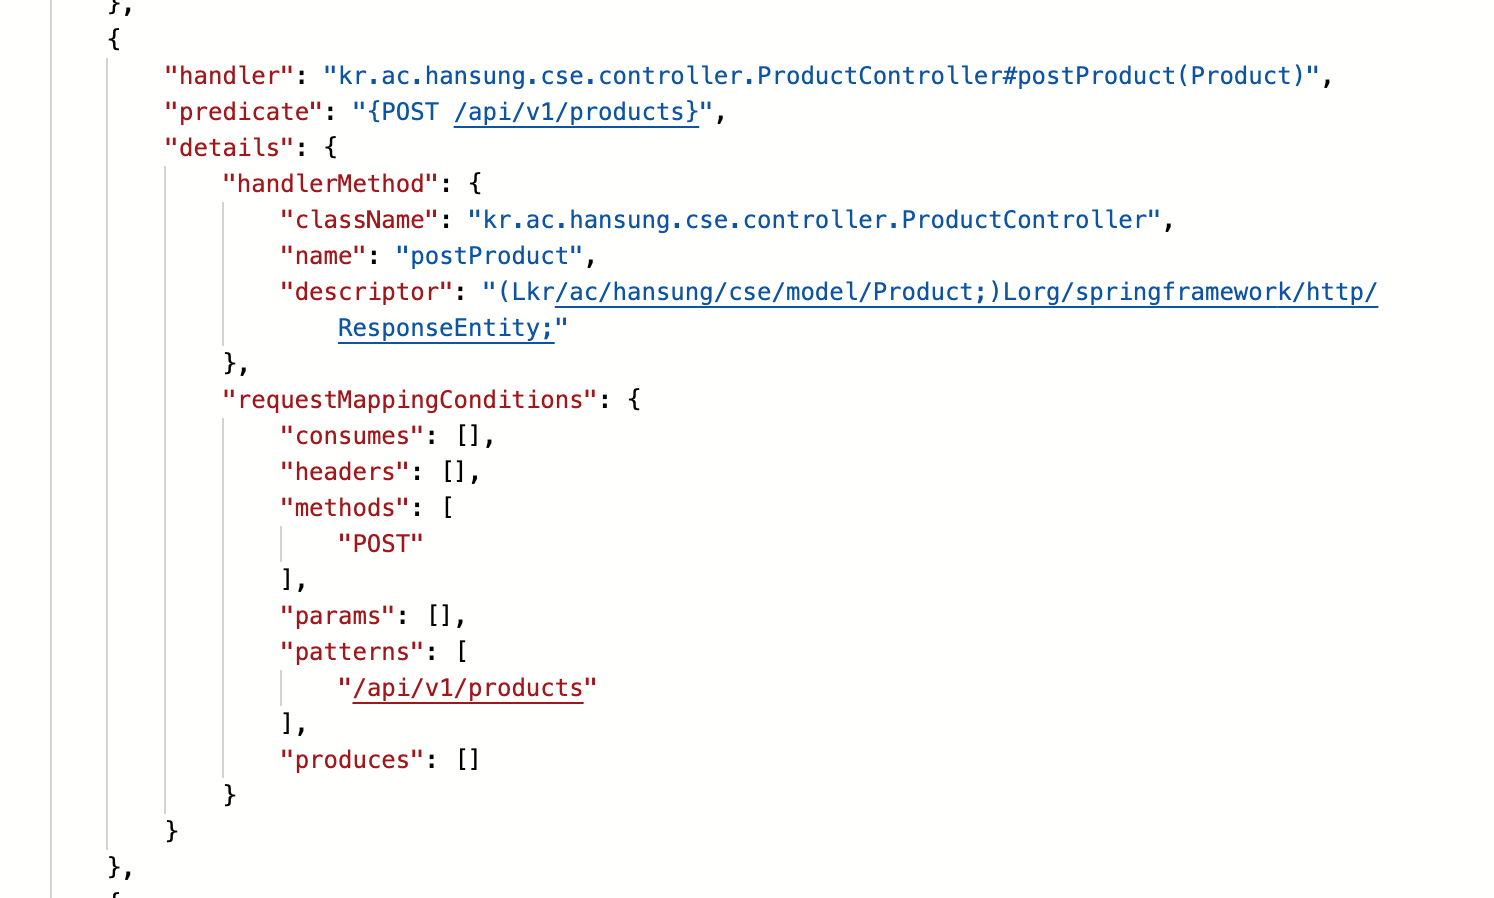 },
{
"handler": "kr.ac.hansung.cse.controller.ProductController#postProduct(Product)",
"predicate": "{POST /api/v1/products}",
"details": {
"handlerMethod": {
"className": "kr.ac.hansung.cse.controller.ProductController",
"name": "postProduct",
"descriptor": "(Lkr/ac/hansung/cse/model/Product;)Lorg/springframework/http/
ResponseEntity;"
},
"requestMappingConditions": {
"consumes": [],
"headers": [],
"methods": [
"POST"
],
"params": [],
"patterns": [
"/api/v1/products"
],
"produces": []
}
}
},
{